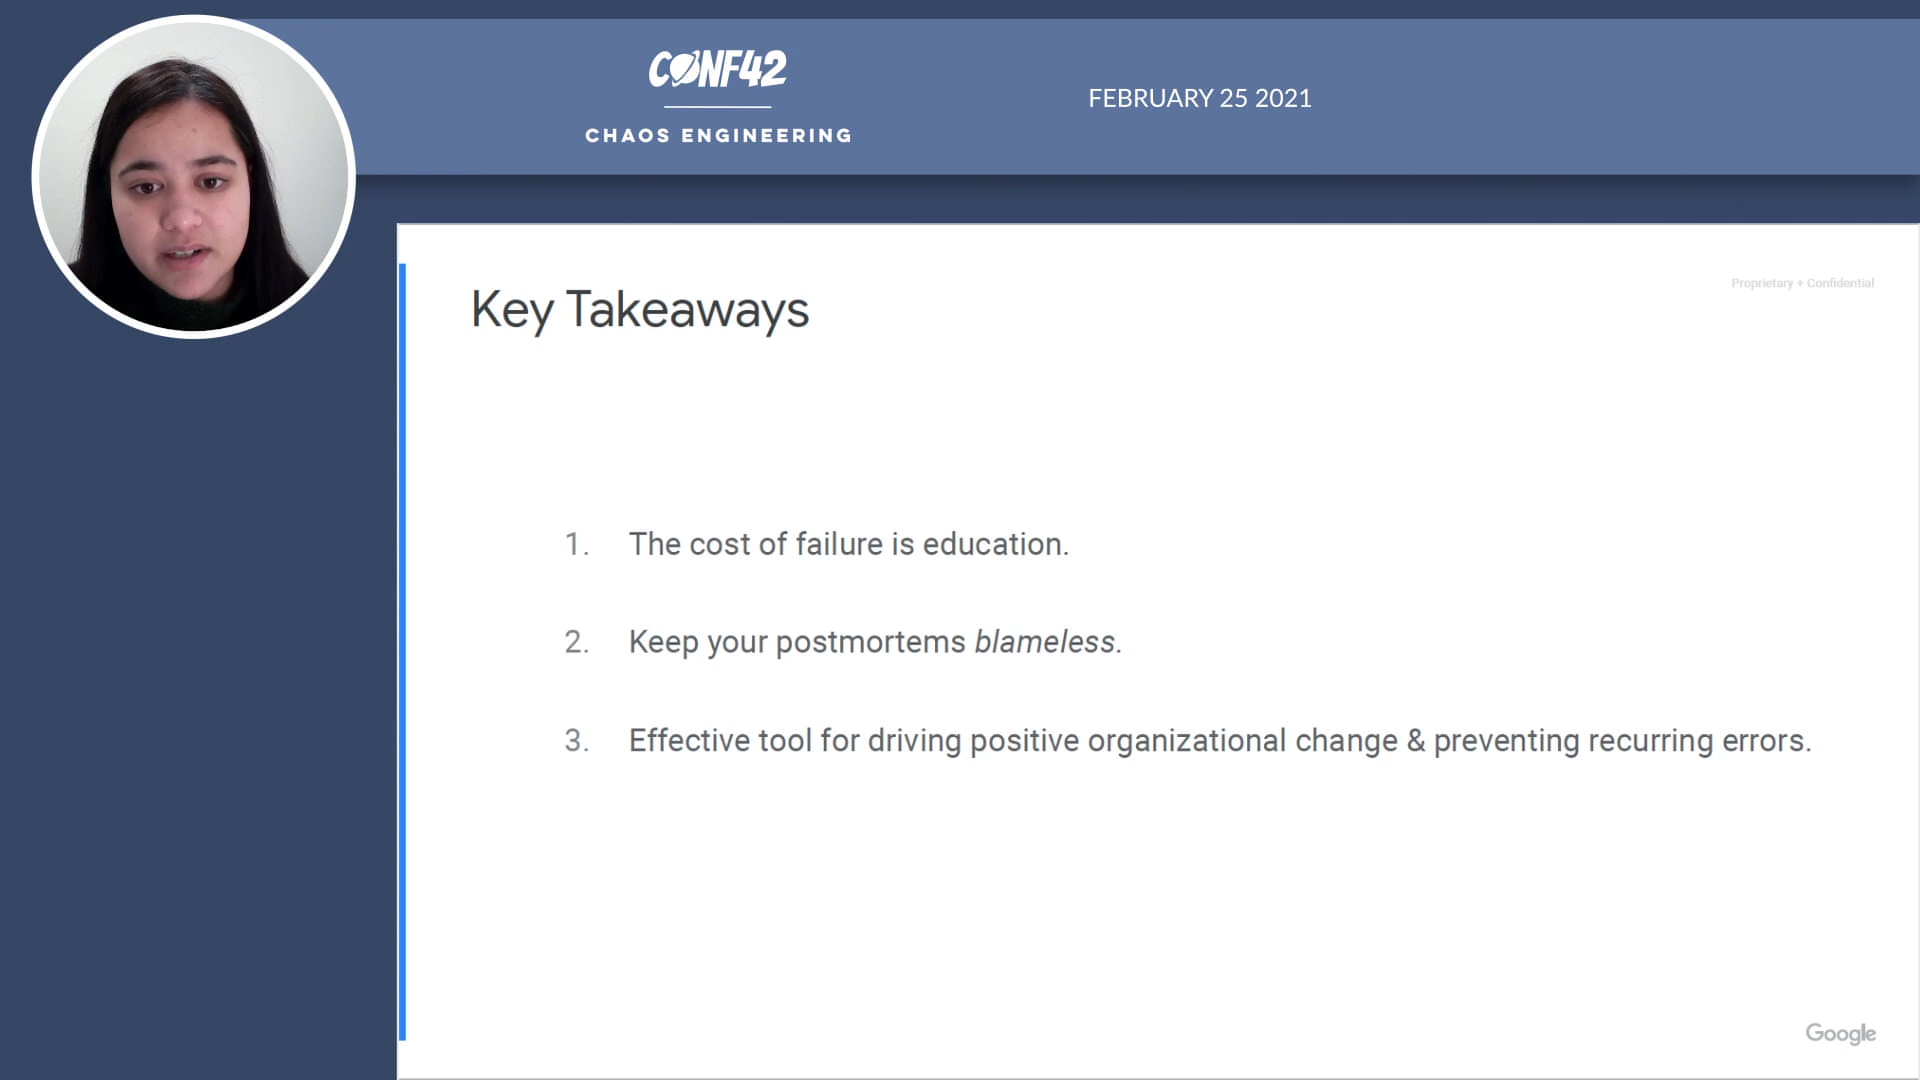 CONF42
CHAOS ENGINEERING
FEBRUARY 25 2021
Key Takeaways
Proprietary + Confidential
1. The cost of failure is education.
2. Keep your postmortems blameless.
3. Effective tool for driving positive organizational change & preventing recurring errors.
Google